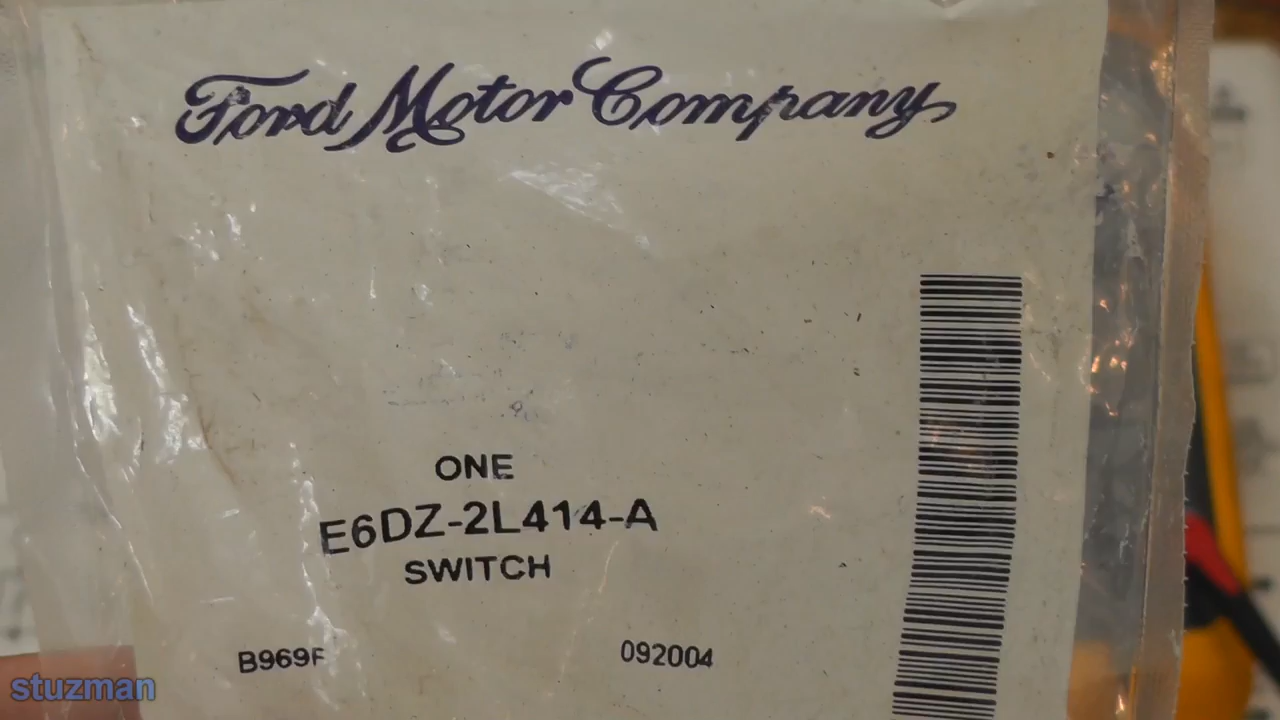 Ford Motor Company
ONE
E6DZ-2L414-A
SWITCH
B969F 092004
stuzman